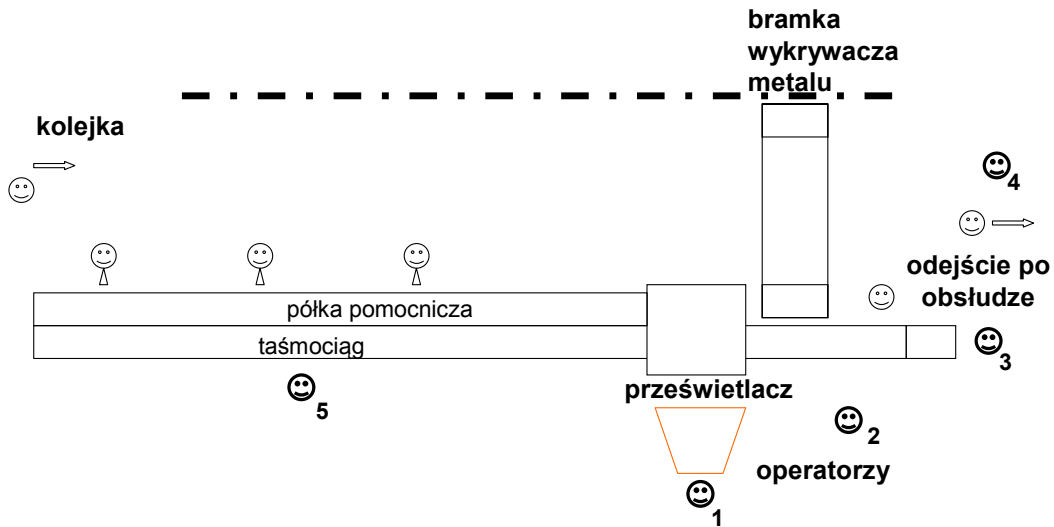 bramka
wykrywacza
metalu
kolejka
4
odejście po
obsłudze
półka pomocnicza
taśmociąg
3
prześwietlacz
5
2
operatorzy
1